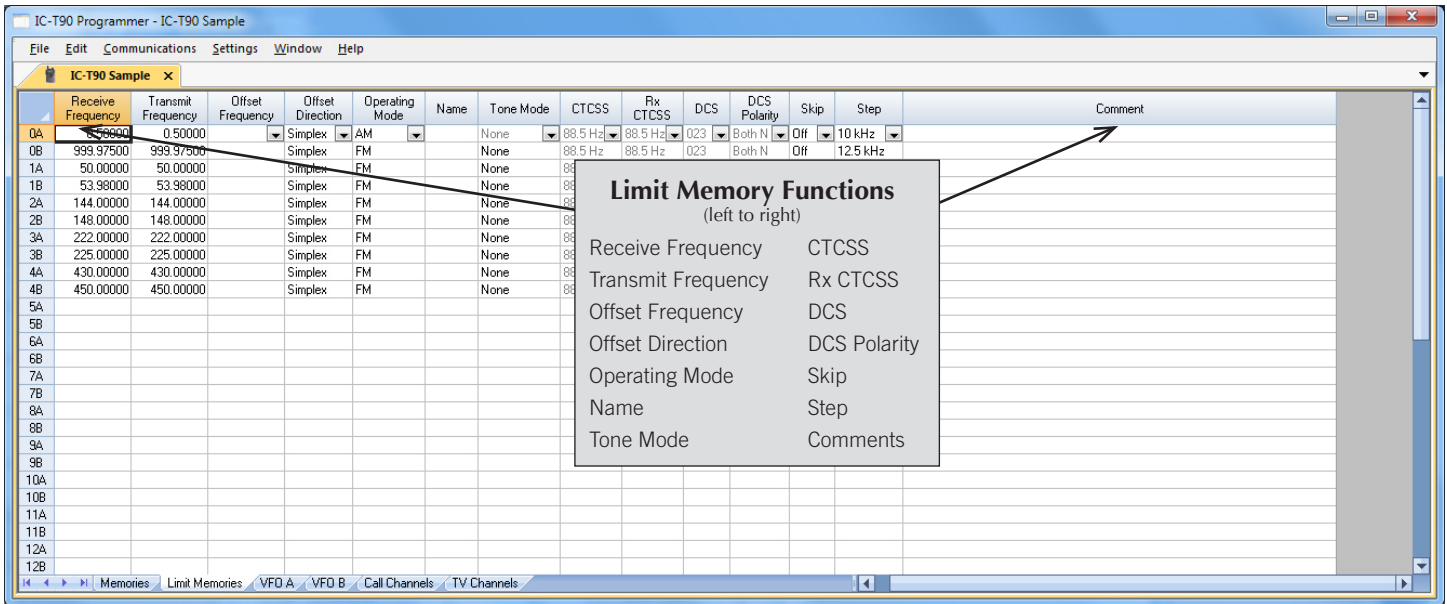 IC-T90 Programmer - IC-T90 Sample
File Edit Communications Settings Window Help
IC-T90 Sample X
Receive Frequency Transmit Frequency Offset Frequency Offset Direction Operating Mode Name Tone Mode CTCSS Rx CTCSS DCS DCS Polarity Skip Step Comment
0A 0.50000 0.50000 Simplex AM None 88.5 Hz 88.5 Hz 023 Both N Off 10 kHz
0B 999.97500 999.97500 Simplex FM None 88.5 Hz 88.5 Hz 023 Both N Off 12.5 kHz
1A 50.00000 50.00000 Simplex FM None 88
1B 53.98000 53.98000 Simplex FM None 88
2A 144.00000 144.00000 Simplex FM None 88
2B 148.00000 148.00000 Simplex FM None 88
3A 222.00000 222.00000 Simplex FM None 88
3B 225.00000 225.00000 Simplex FM None 88
4A 430.00000 430.00000 Simplex FM None 88
4B 450.00000 450.00000 Simplex FM None 88
5A
5B
6A
6B
7A
7B
8A
8B
9A
9B
10A
10B
11A
11B
12A
12B
Limit Memory Functions
(left to right)
Receive Frequency CTCSS
Transmit Frequency Rx CTCSS
Offset Frequency DCS
Offset Direction DCS Polarity
Operating Mode Skip
Name Step
Tone Mode Comments
Memories Limit Memories VFO A VFO B Call Channels TV Channels